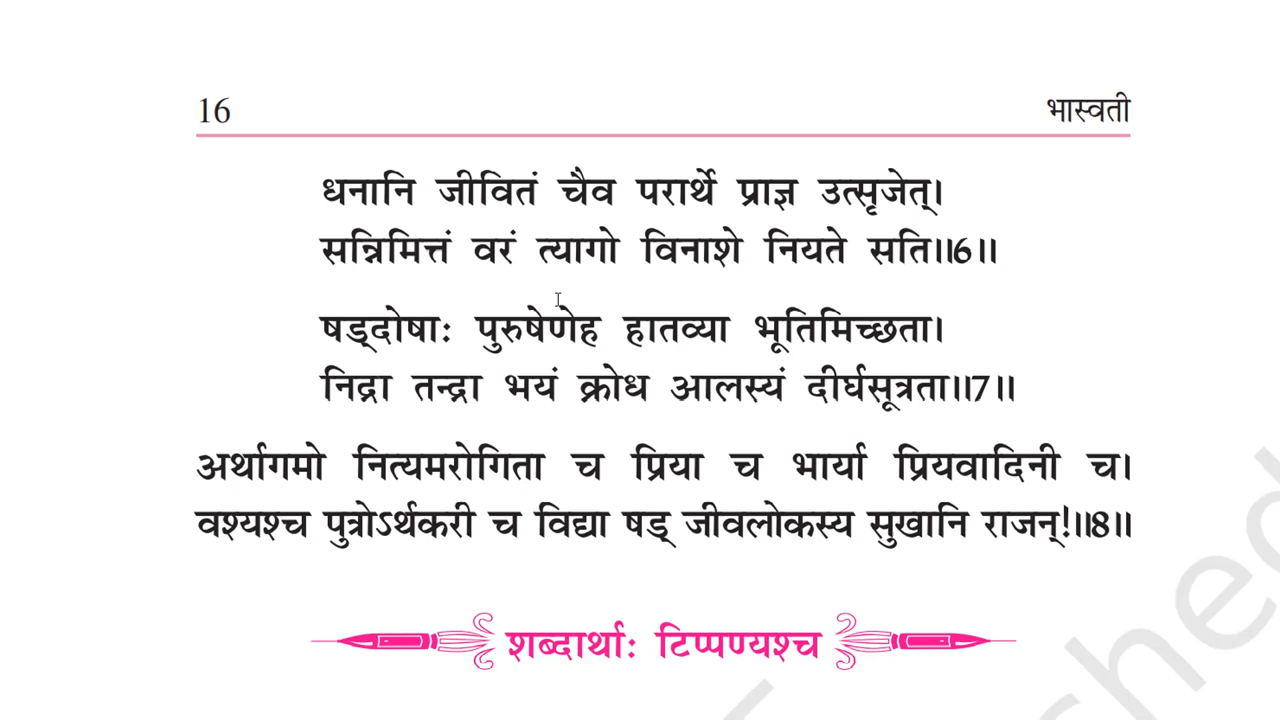 16 भास्वती
धनानि जीवितं चैव परार्थे प्राज्ञ उत्सृजेत्।
सन्निमित्तं वरं त्यागो विनाशे नियते सति॥6॥
षड्दोषाः पुरुषेणेह हातव्या भूतिमिच्छता।
निद्रा तन्द्रा भयं क्रोध आलस्यं दीर्घसूत्रता॥7॥
अर्थागमो नित्यमरोगिता च प्रिया च भार्या प्रियवादिनी च।
वश्यश्च पुत्रोऽर्थकरी च विद्या षड् जीवलोकस्य सुखानि राजन्!॥8॥
शब्दार्थाः टिप्पण्यश्च
shed